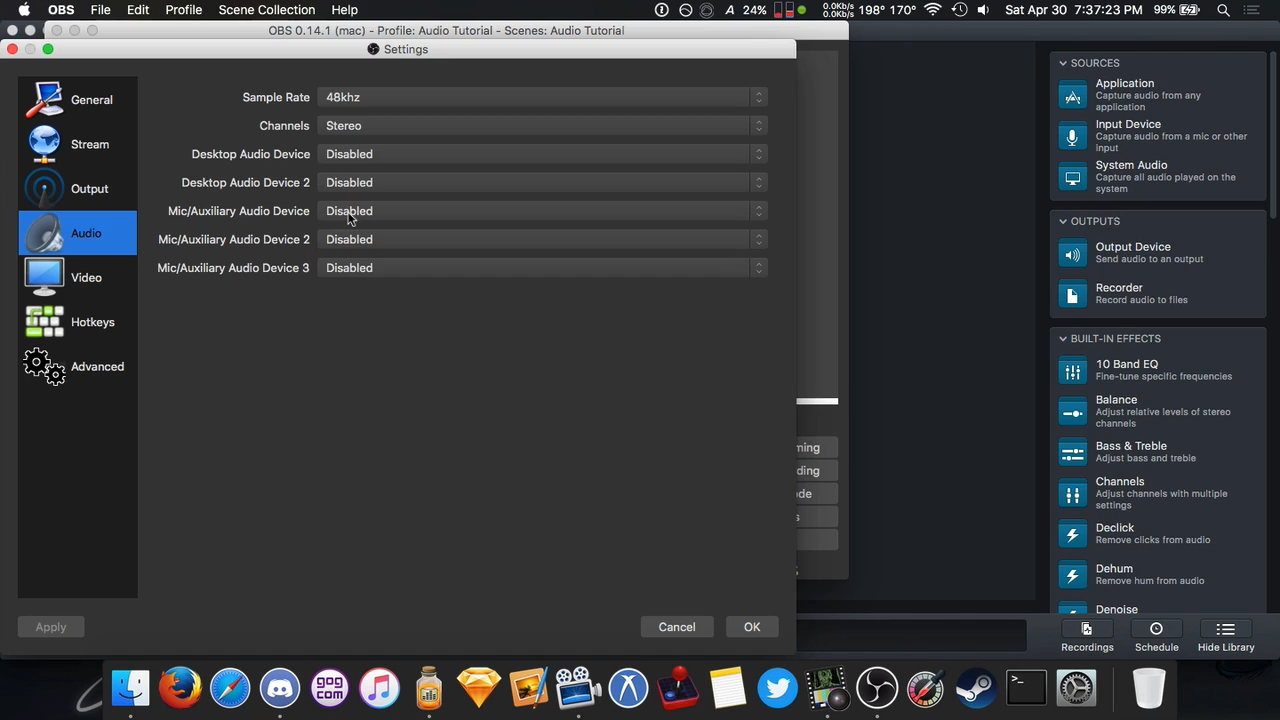 OBS File Edit Profile Scene Collection Help 24% 0.0Kb/s 0.0Kb/s 198° 170° Sat Apr 30 7:37:23 PM 99%
OBS 0.14.1 (mac) - Profile: Audio Tutorial - Scenes: Audio Tutorial
Settings
General
Stream
Output
Audio
Video
Hotkeys
Advanced
Sample Rate 48khz
Channels Stereo
Desktop Audio Device Disabled
Desktop Audio Device 2 Disabled
Mic/Auxiliary Audio Device Disabled
Mic/Auxiliary Audio Device 2 Disabled
Mic/Auxiliary Audio Device 3 Disabled
Apply
Cancel
OK
ming
ding
de
s
SOURCES
Application
Capture audio from any
application
Input Device
Capture audio from a mic or other
input
System Audio
Capture all audio played on the
system
OUTPUTS
Output Device
Send audio to an output
Recorder
Record audio to files
BUILT-IN EFFECTS
10 Band EQ
Fine-tune specific frequencies
Balance
Adjust relative levels of stereo
channels
Bass & Treble
Adjust bass and treble
Channels
Adjust channels with multiple
settings
Declick
Remove clicks from audio
Dehum
Remove hum from audio
Denoise
Recordings
Schedule
Hide Library
gog
com